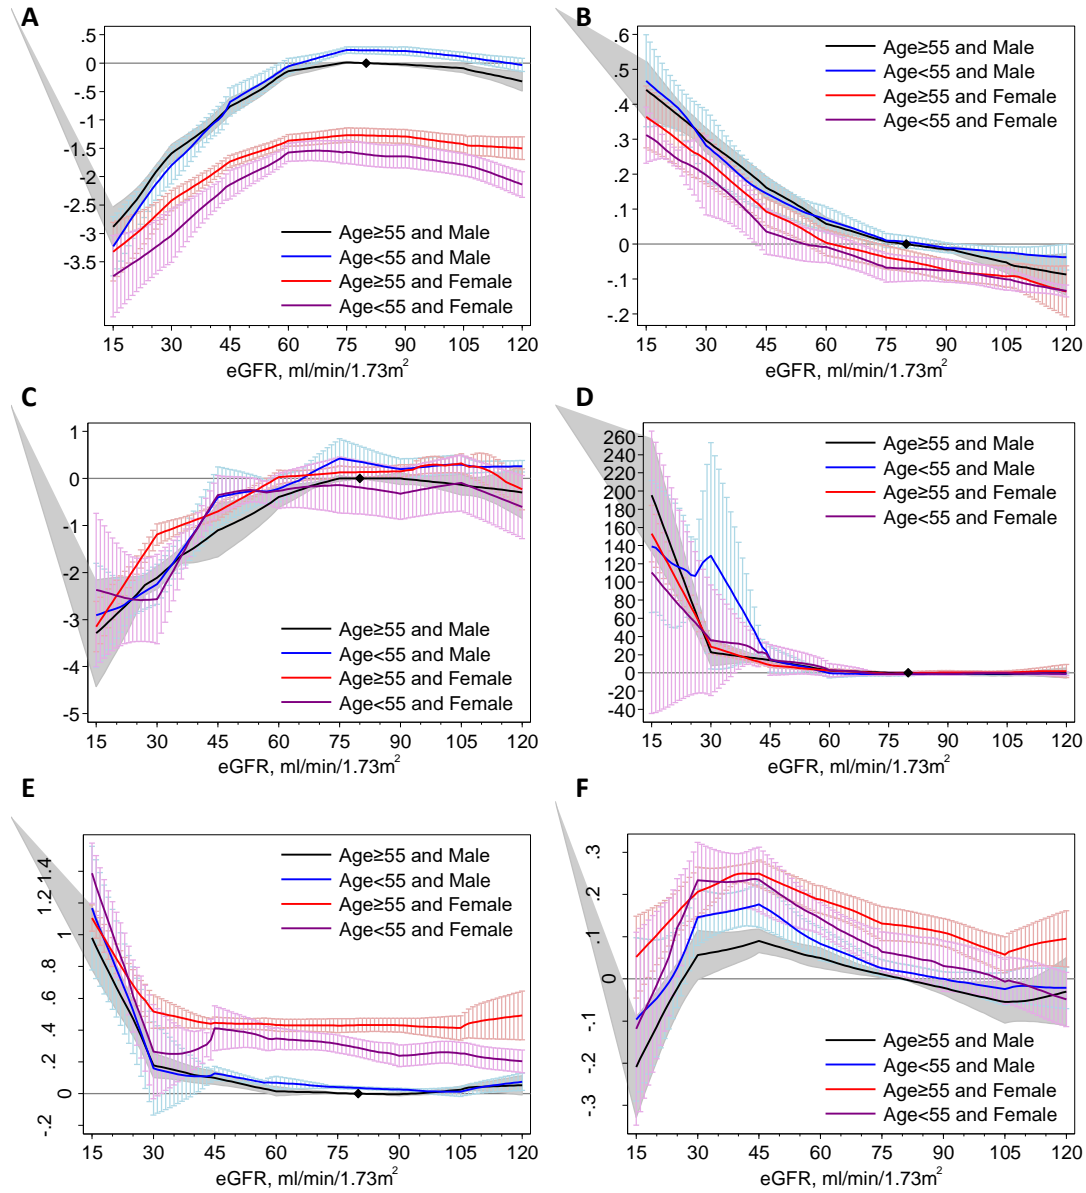 A
.5
0
-.5
-1
-1.5
-2
-2.5
-3
-3.5
Age≥55 and Male
Age<55 and Male
Age≥55 and Female
Age<55 and Female
15 30 45 60 75 90 105 120
eGFR, ml/min/1.73m²
B
.6
.5
.4
.3
.2
.1
0
-.1
-.2
Age≥55 and Male
Age<55 and Male
Age≥55 and Female
Age<55 and Female
15 30 45 60 75 90 105 120
eGFR, ml/min/1.73m²
C
1
0
-1
-2
-3
-4
-5
Age≥55 and Male
Age<55 and Male
Age≥55 and Female
Age<55 and Female
15 30 45 60 75 90 105 120
eGFR, ml/min/1.73m²
D
260
240
220
200
180
160
140
120
100
80
60
40
20
0
-20
-40
Age≥55 and Male
Age<55 and Male
Age≥55 and Female
Age<55 and Female
15 30 45 60 75 90 105 120
eGFR, ml/min/1.73m²
E
1.4
1.2
1
.8
.6
.4
.2
0
-.2
Age≥55 and Male
Age<55 and Male
Age≥55 and Female
Age<55 and Female
15 30 45 60 75 90 105 120
eGFR, ml/min/1.73m²
F
.3
.2
.1
0
-.1
-.2
-.3
Age≥55 and Male
Age<55 and Male
Age≥55 and Female
Age<55 and Female
15 30 45 60 75 90 105 120
eGFR, ml/min/1.73m²